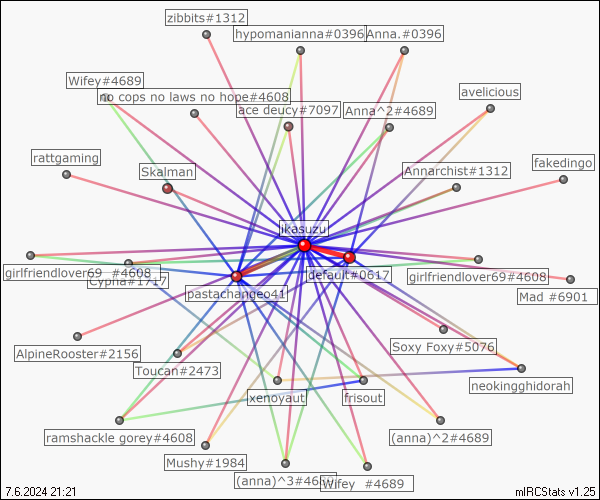 zibbits#1312
hypomanianna#0396
Anna.#0396
Wifey#4689
no cops no laws no hope#4608
avelicious
ace deucy#7097
Anna^2#4689
rattgaming
Skalman
Annarchist#1312
fakedingo
jkasuzu
girlfriendlover69 #4608
Cypha#1717
default#0617
girlfriendlover69#4608
pastachangeo41
Mad #6901
AlpineRooster#2156
Soxy Foxy#5076
Toucan#2473
neokingghidorah
xenoyaut
frisout
ramshackle gorey#4608
(anna)^2#4689
Mushy#1984
(anna)^3#4689
Wifey #4689
7.6.2024 21:21
mIRCStats v1.25